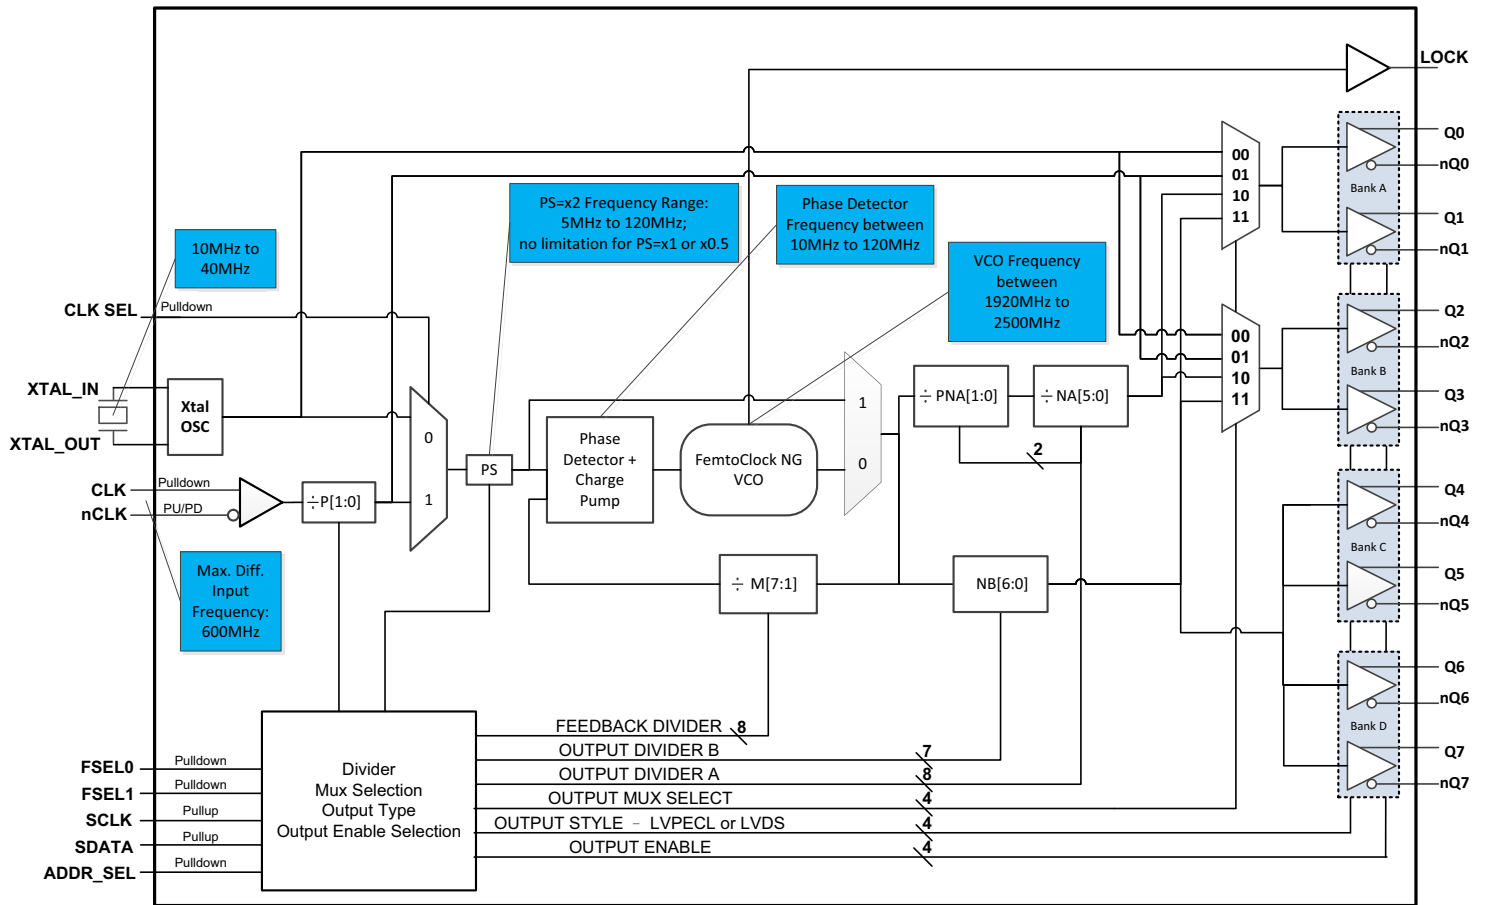 LOCK
Q0
nQ0
Bank A
Q1
nQ1
00
01
10
11
PS=x2 Frequency Range:
5MHz to 120MHz;
no limitation for PS=x1 or x0.5
Phase Detector
Frequency between
10MHz to 120MHz
10MHz to
40MHz
VCO Frequency
between
1920MHz to
2500MHz
CLK SEL
Pulldown
Q2
nQ2
Bank B
Q3
nQ3
00
01
10
11
XTAL_IN
XTAL_OUT
Xtal
OSC
0
1
PS
Phase
Detector +
Charge
Pump
FemtoClock NG
VCO
1
0
÷ PNA[1:0]
÷ NA[5:0]
2
CLK
Pulldown
nCLK
PU/PD
÷P[1:0]
Q4
nQ4
Bank C
Q5
nQ5
Max. Diff.
Input
Frequency:
600MHz
÷ M[7:1]
NB[6:0]
Q6
nQ6
Bank D
Q7
nQ7
FSEL0
Pulldown
FSEL1
Pulldown
SCLK
Pullup
SDATA
Pullup
ADDR_SEL
Pulldown
Divider
Mux Selection
Output Type
Output Enable Selection
FEEDBACK DIVIDER
8
OUTPUT DIVIDER B
7
OUTPUT DIVIDER A
8
OUTPUT MUX SELECT
4
OUTPUT STYLE - LVPECL or LVDS
4
OUTPUT ENABLE
4